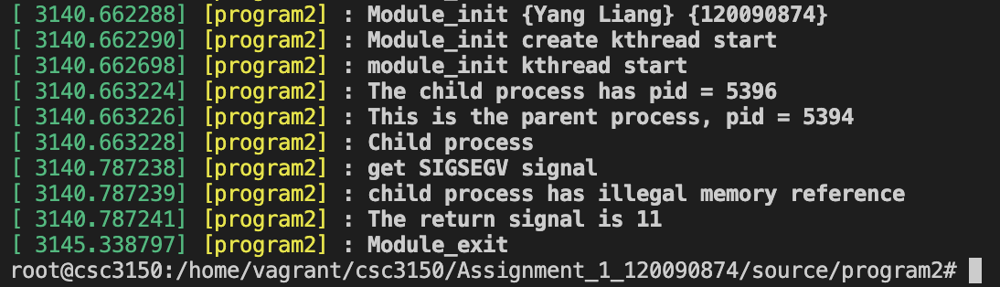 [ 3140.662288] [program2] : Module_init {Yang Liang} {120090874}
[ 3140.662290] [program2] : Module_init create kthread start
[ 3140.662698] [program2] : module_init kthread start
[ 3140.663224] [program2] : The child process has pid = 5396
[ 3140.663226] [program2] : This is the parent process, pid = 5394
[ 3140.663228] [program2] : Child process
[ 3140.787238] [program2] : get SIGSEGV signal
[ 3140.787239] [program2] : child process has illegal memory reference
[ 3140.787241] [program2] : The return signal is 11
[ 3145.338797] [program2] : Module_exit
root@csc3150:/home/vagrant/csc3150/Assignment_1_120090874/source/program2#